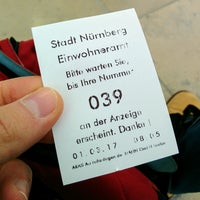 Stadt Nürnberg
Einwohneramt
Bitte warten Sie,
bis Ihre Nummer
039
an der Anzeige
erscheint. Danke !
01.03.17 08:05